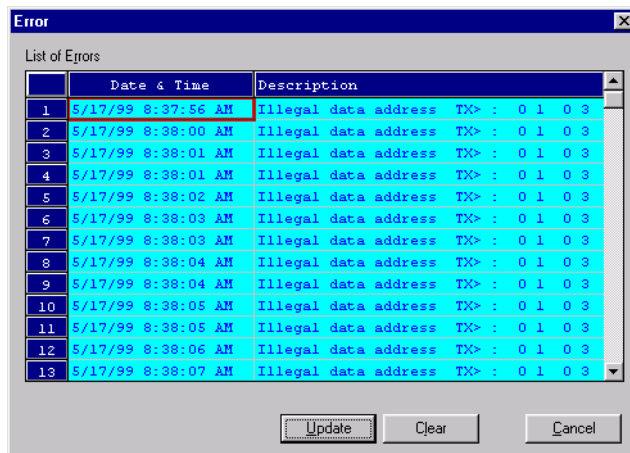 Error
List of Errors
Date & Time Description
1 5/17/99 8:37:56 AM Illegal data address TX> : 0 1 0 3
2 5/17/99 8:38:00 AM Illegal data address TX> : 0 1 0 3
3 5/17/99 8:38:01 AM Illegal data address TX> : 0 1 0 3
4 5/17/99 8:38:01 AM Illegal data address TX> : 0 1 0 3
5 5/17/99 8:38:02 AM Illegal data address TX> : 0 1 0 3
6 5/17/99 8:38:03 AM Illegal data address TX> : 0 1 0 3
7 5/17/99 8:38:03 AM Illegal data address TX> : 0 1 0 3
8 5/17/99 8:38:04 AM Illegal data address TX> : 0 1 0 3
9 5/17/99 8:38:04 AM Illegal data address TX> : 0 1 0 3
10 5/17/99 8:38:05 AM Illegal data address TX> : 0 1 0 3
11 5/17/99 8:38:05 AM Illegal data address TX> : 0 1 0 3
12 5/17/99 8:38:06 AM Illegal data address TX> : 0 1 0 3
13 5/17/99 8:38:07 AM Illegal data address TX> : 0 1 0 3
Update Clear Cancel